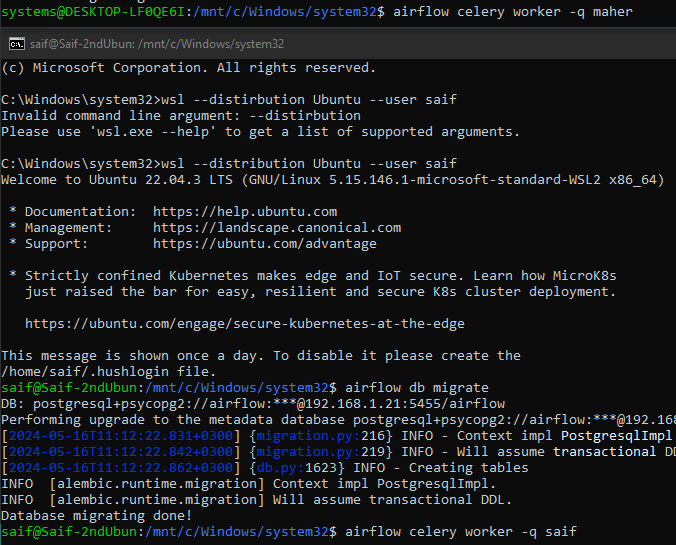 systems@DESKTOP-LF0QE6I:/mnt/c/Windows/system32$ airflow celery worker -q maher
saif@Saif-2ndUbun: /mnt/c/Windows/system32
(c) Microsoft Corporation. All rights reserved.
C:\Windows\system32>wsl --distirbution Ubuntu --user saif
Invalid command line argument: --distirbution
Please use 'wsl.exe --help' to get a list of supported arguments.
C:\Windows\system32>wsl --distribution Ubuntu --user saif
Welcome to Ubuntu 22.04.3 LTS (GNU/Linux 5.15.146.1-microsoft-standard-WSL2 x86_64)
* Documentation:  https://help.ubuntu.com
* Management:     https://landscape.canonical.com
* Support:        https://ubuntu.com/advantage
* Strictly confined Kubernetes makes edge and IoT secure. Learn how MicroK8s
just raised the bar for easy, resilient and secure K8s cluster deployment.
https://ubuntu.com/engage/secure-kubernetes-at-the-edge
This message is shown once a day. To disable it please create the
/home/saif/.hushlogin file.
saif@Saif-2ndUbun:/mnt/c/Windows/system32$ airflow db migrate
DB: postgresql+psycopg2://airflow:***@192.168.1.21:5455/airflow
Performing upgrade to the metadata database postgresql+psycopg2://airflow:***@192.168
[2024-05-16T11:12:22.831+0300] {migration.py:216} INFO - Context impl PostgresqlImpl
[2024-05-16T11:12:22.842+0300] {migration.py:219} INFO - Will assume transactional DD
[2024-05-16T11:12:22.862+0300] {db.py:1623} INFO - Creating tables
INFO  [alembic.runtime.migration] Context impl PostgresqlImpl.
INFO  [alembic.runtime.migration] Will assume transactional DDL.
Database migrating done!
saif@Saif-2ndUbun:/mnt/c/Windows/system32$ airflow celery worker -q saif